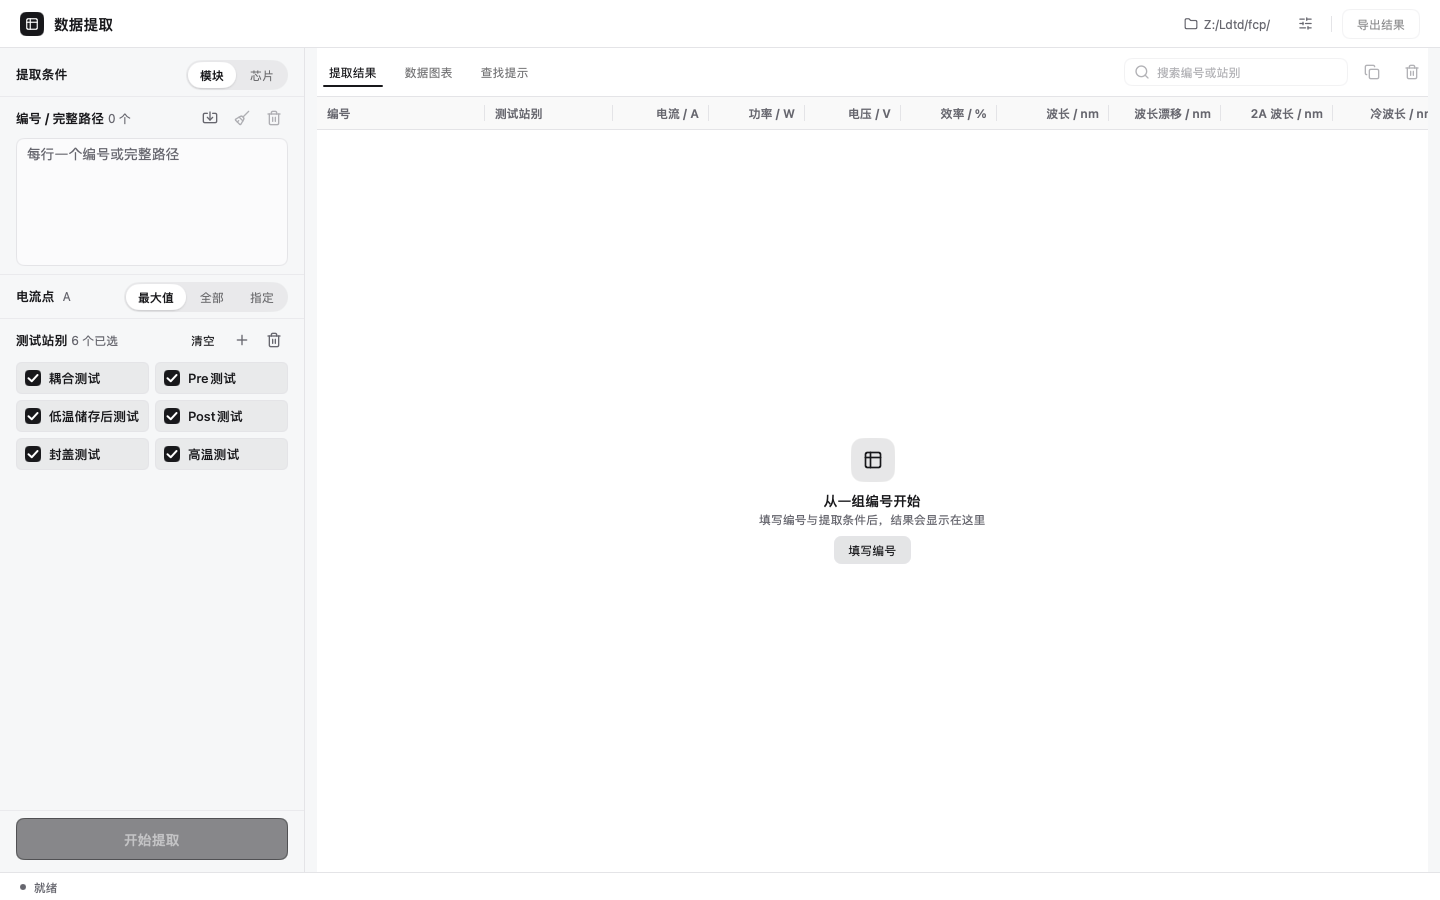 数据提取
Z:/Ldtd/fcp/
导出结果
提取条件
模块 芯片
编号 / 完整路径 0 个
每行一个编号或完整路径
电流点 A
最大值 全部 指定
测试站别 6 个已选
清空
耦合测试
Pre测试
低温储存后测试
Post测试
封盖测试
高温测试
开始提取
提取结果 数据图表 查找提示
搜索编号或站别
编号 测试站别 电流 / A 功率 / W 电压 / V 效率 / % 波长 / nm 波长漂移 / nm 2A 波长 / nm 冷波长 /
从一组编号开始
填写编号与提取条件后，结果会显示在这里
填写编号
就绪